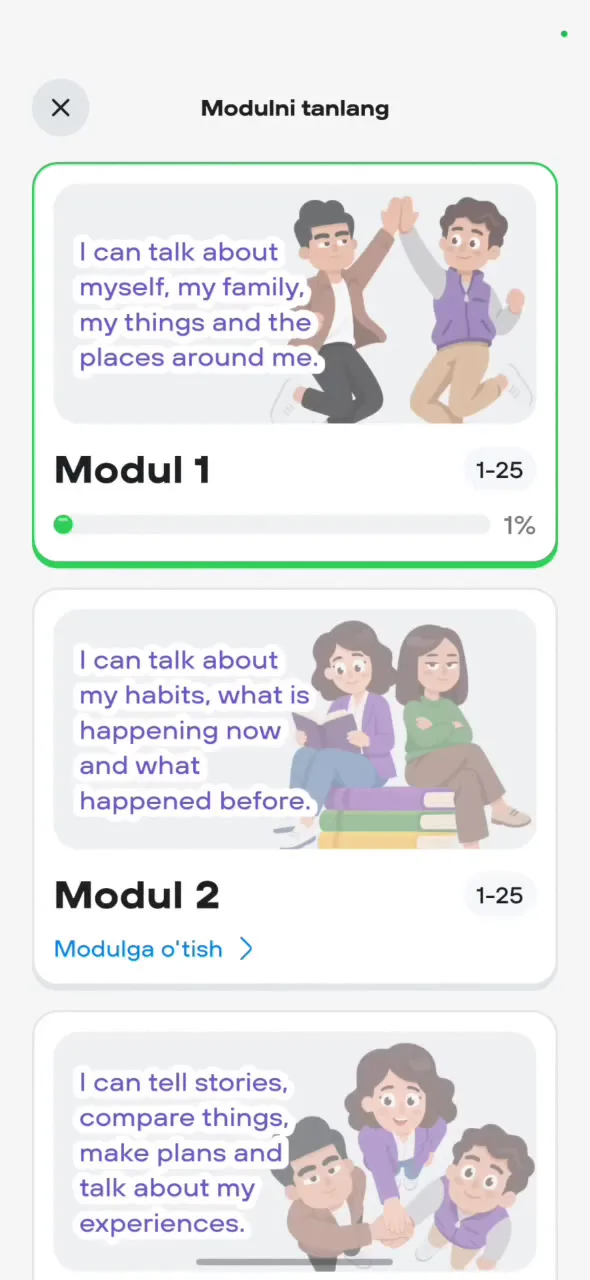 Modulni tanlang
I can talk about
myself, my family,
my things and the
places around me.
Modul 1
1-25
1%
I can talk about
my habits, what is
happening now
and what
happened before.
Modul 2
1-25
Modulga o'tish
I can tell stories,
compare things,
make plans and
talk about my
experiences.